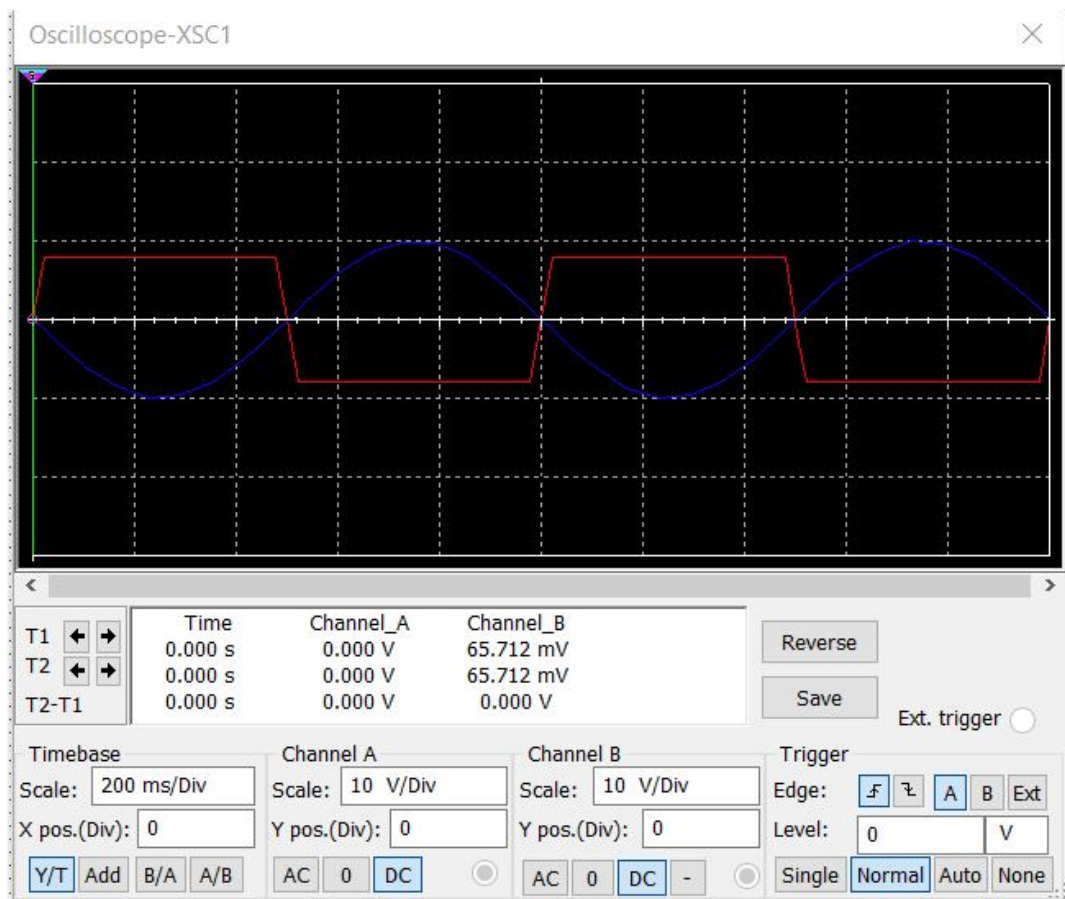 Oscilloscope-XSC1
Time Channel_A Channel_B
T1 0.000 s 0.000 V 65.712 mV
T2 0.000 s 0.000 V 65.712 mV
T2-T1 0.000 s 0.000 V 0.000 V
Reverse
Save
Ext. trigger
Timebase
Scale: 200 ms/Div
X pos.(Div): 0
Y/T Add B/A A/B
Channel A
Scale: 10 V/Div
Y pos.(Div): 0
AC 0 DC
Channel B
Scale: 10 V/Div
Y pos.(Div): 0
AC 0 DC -
Trigger
Edge: A B Ext
Level: 0 V
Single Normal Auto None